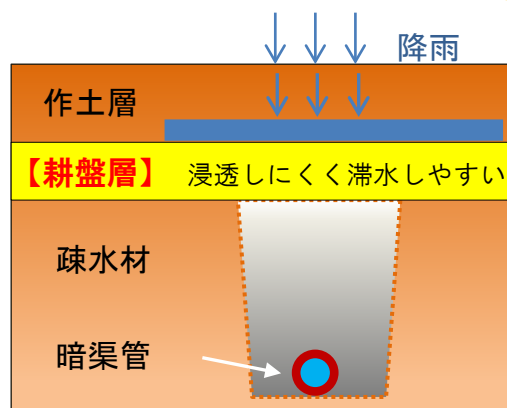 降雨
作土層
【耕盤層】 浸透しにくく滞水しやすい
疎水材
暗渠管